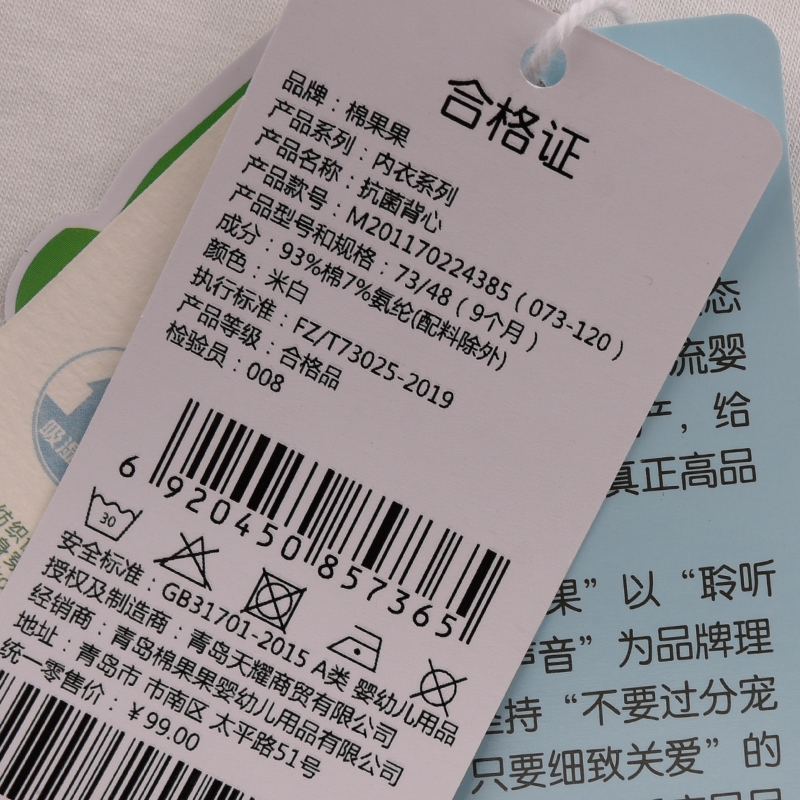 合格证
品牌：棉果果
产品系列：内衣系列
产品名称：抗菌背心
产品款号：M201170224385（073-120）
产品型号和规格：73/48（9个月）
成分：93%棉7%氨纶(配料除外)
颜色：米白
执行标准：FZ/T73025-2019
产品等级：合格品
检验员：008
6 920450 857365
30
安全标准：GB31701-2015 A类 婴幼儿用品
授权及制造商：青岛天耀商贸有限公司
经销商：青岛棉果果婴幼儿用品有限公司
地址：青岛市 市南区 太平路51号
统一零售价：￥99.00
态
流婴
产，给
真正高品
果”以“聆听
声音”为品牌理
坚持“不要过分宠
只要细致关爱”的
吸湿
纺织